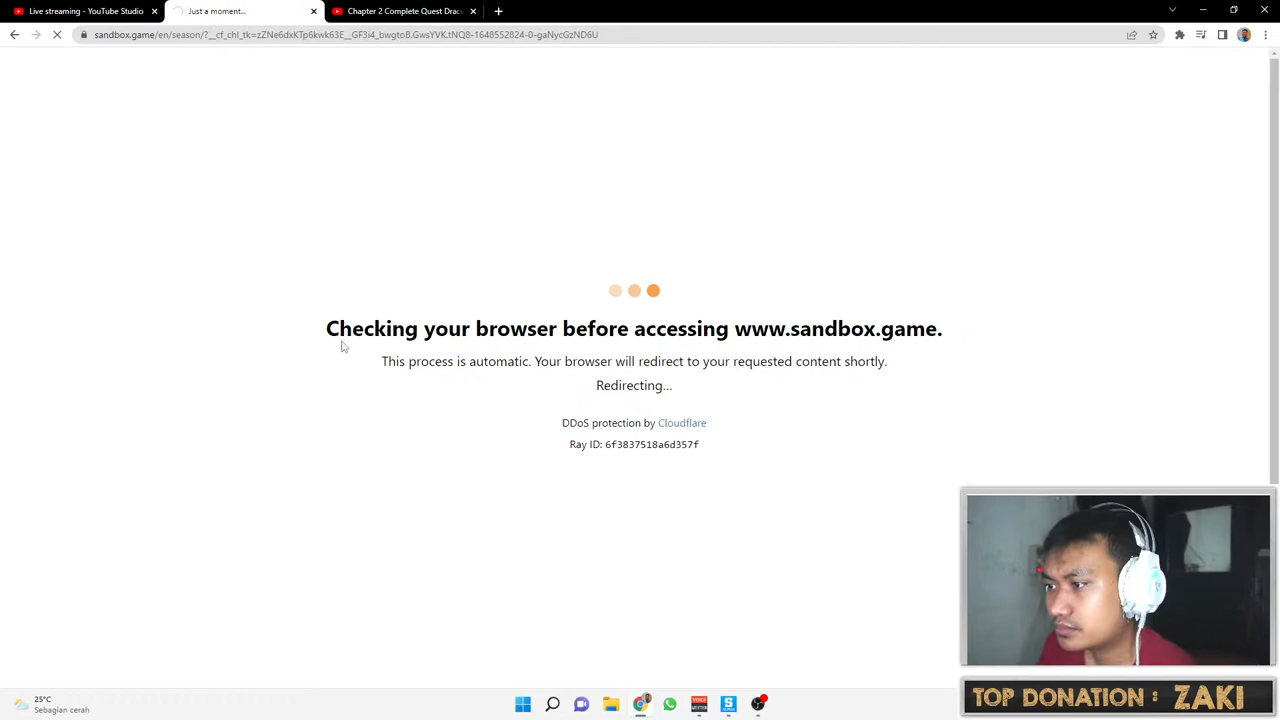 Live streaming - YouTube Studio
Just a moment...
Chapter 2 Complete Quest Dracu
sandbox.game/en/season/?__cf_chl_tk=zZNe6dxKTp6kwk63E__GF3i4_bwgtoB.GwsYVK.tNQ8-1648552824-0-gaNycGzND6U
Checking your browser before accessing www.sandbox.game.
This process is automatic. Your browser will redirect to your requested content shortly.
Redirecting...
DDoS protection by Cloudflare
Ray ID: 6f3837518a6d357f
TOP DONATION : ZAKI
25°C
Sebagian cerah